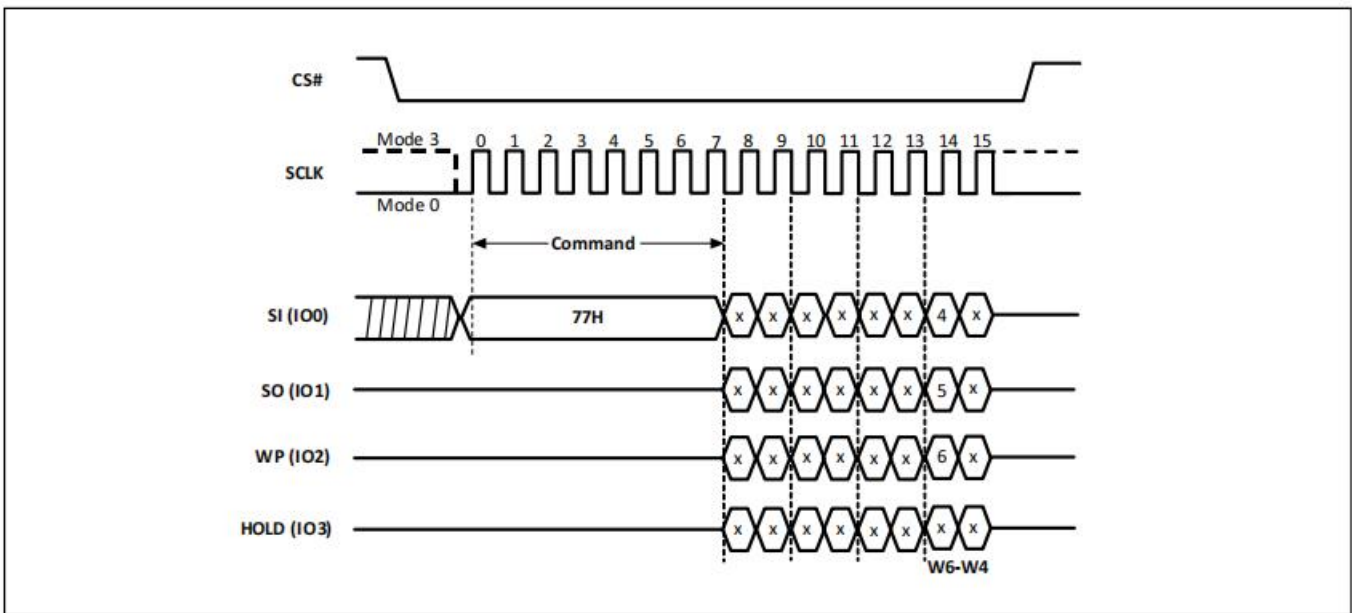 CS#
Mode 3
0 1 2 3 4 5 6 7 8 9 10 11 12 13 14 15
SCLK
Mode 0
Command
SI (IO0) 77H x x x x x x 4 x
SO (IO1) x x x x x x 5 x
WP (IO2) x x x x x x 6 x
HOLD (IO3) x x x x x x x x
W6-W4